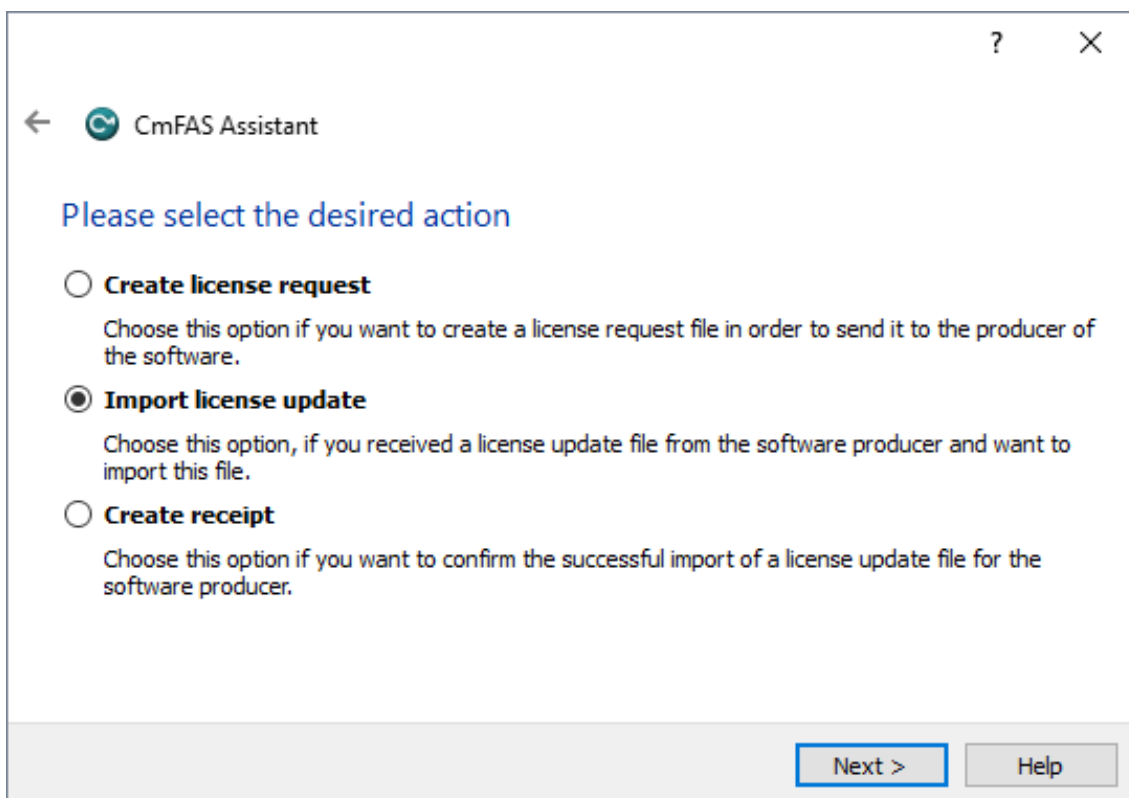 ?
CmFAS Assistant
Please select the desired action
Create license request
Choose this option if you want to create a license request file in order to send it to the producer of
the software.
Import license update
Choose this option, if you received a license update file from the software producer and want to
import this file.
Create receipt
Choose this option if you want to confirm the successful import of a license update file for the
software producer.
Next >
Help